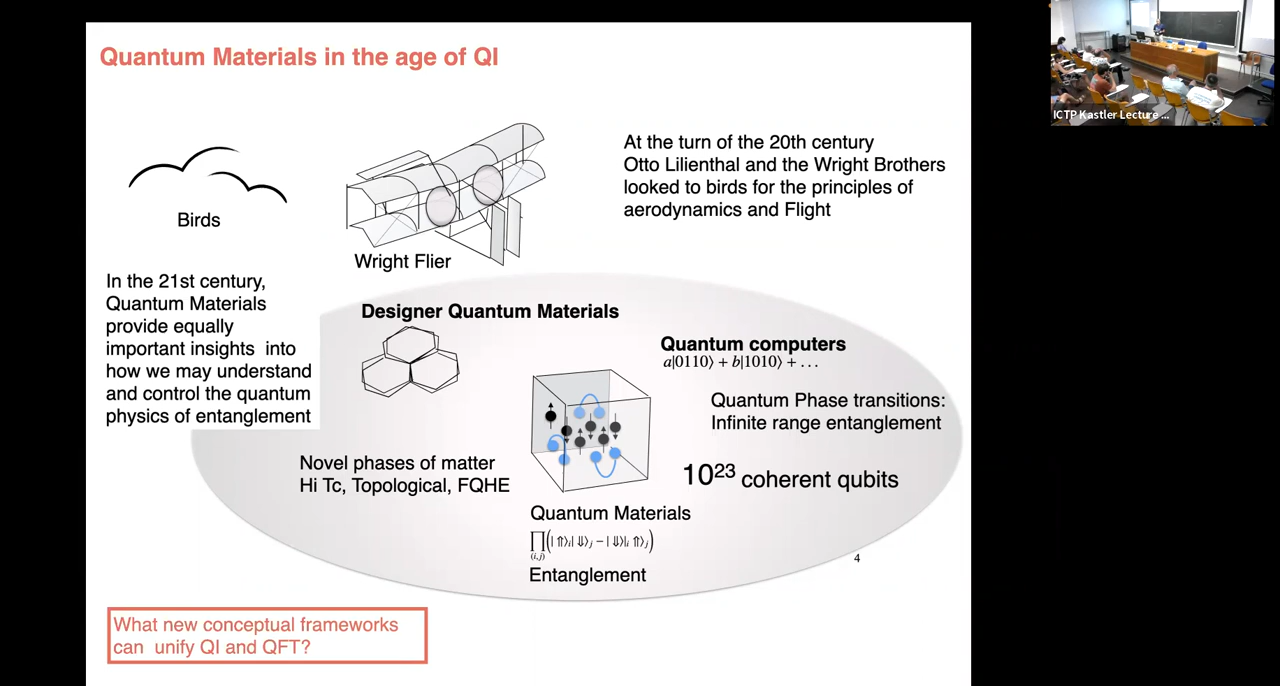 Quantum Materials in the age of QI
ICTP Kastler Lecture ...
Birds
Wright Flier
At the turn of the 20th century
Otto Lilienthal and the Wright Brothers
looked to birds for the principles of
aerodynamics and Flight
In the 21st century,
Quantum Materials
provide equally
important insights into
how we may understand
and control the quantum
physics of entanglement
Designer Quantum Materials
Quantum computers
a|0110⟩ + b|1010⟩ + …
Quantum Phase transitions:
Infinite range entanglement
Novel phases of matter
Hi Tc, Topological, FQHE
10²³ coherent qubits
Quantum Materials
∏(i,j)(|⇑⟩i|⇓⟩j − |⇓⟩|i ⇑⟩j)
Entanglement
4
What new conceptual frameworks
can unify QI and QFT?